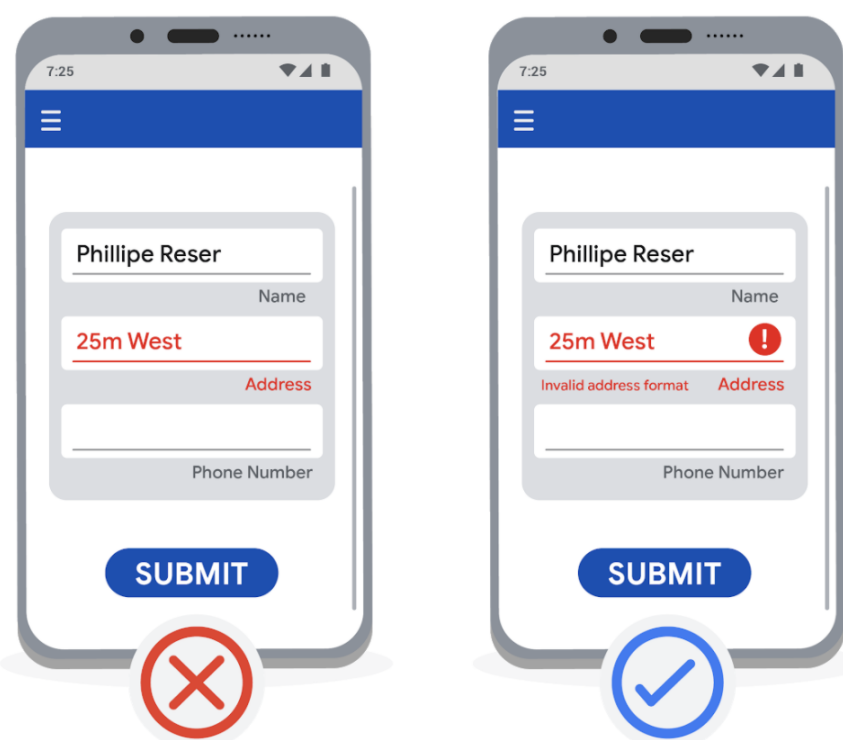 7:25
Phillipe Reser
Name
25m West
Address
Phone Number
SUBMIT
7:25
Phillipe Reser
Name
25m West
Invalid address format Address
Phone Number
SUBMIT